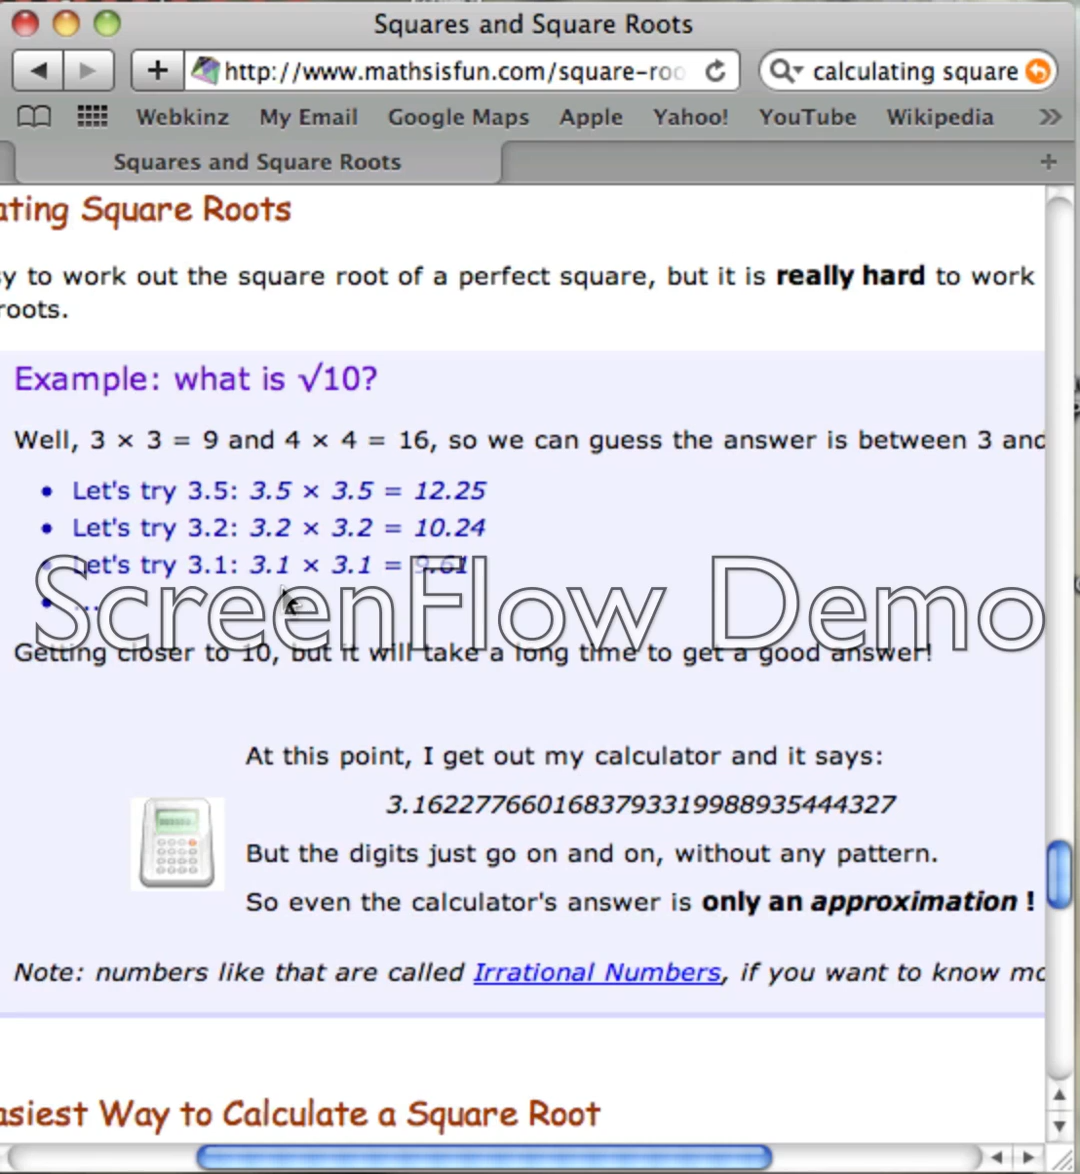 Squares and Square Roots
http://www.mathsisfun.com/square-roo
calculating square
Webkinz My Email Google Maps Apple Yahoo! YouTube Wikipedia
Squares and Square Roots
ating Square Roots
sy to work out the square root of a perfect square, but it is really hard to work
roots.
Example: what is √10?
Well, 3 × 3 = 9 and 4 × 4 = 16, so we can guess the answer is between 3 and
• Let's try 3.5: 3.5 × 3.5 = 12.25
• Let's try 3.2: 3.2 × 3.2 = 10.24
• Let's try 3.1: 3.1 × 3.1 = 9.61
• ...
ScreenFlow Demo
Getting closer to 10, but it will take a long time to get a good answer!
At this point, I get out my calculator and it says:
3.1622776601683793319988935444327
But the digits just go on and on, without any pattern.
So even the calculator's answer is only an approximation !
Note: numbers like that are called Irrational Numbers, if you want to know mo
asiest Way to Calculate a Square Root